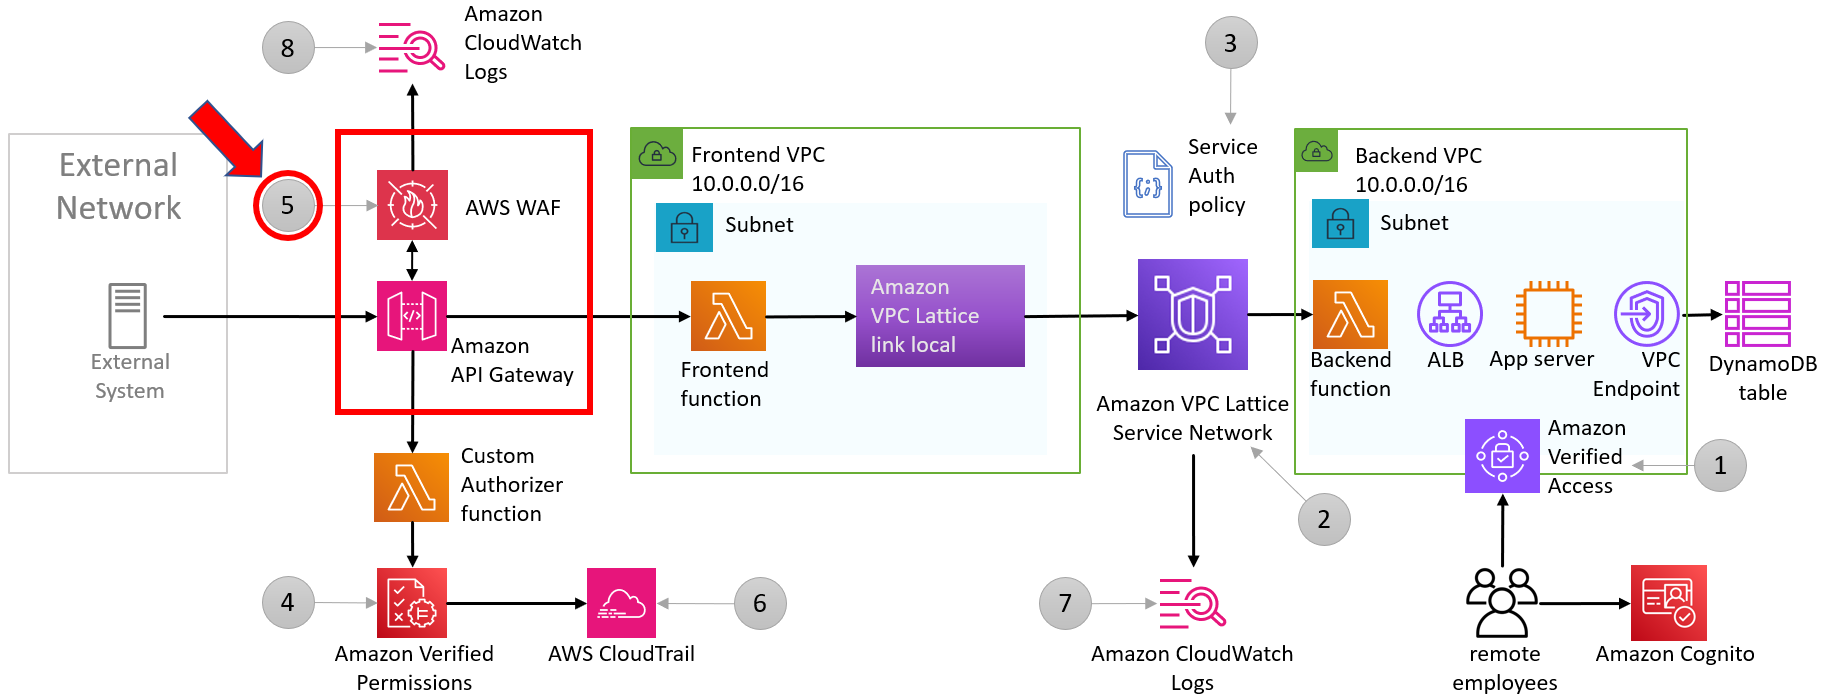 Amazon
CloudWatch
Logs
8
3
External
Network
5
AWS WAF
Frontend VPC
10.0.0.0/16
Subnet
Service
Auth
policy
Backend VPC
10.0.0.0/16
Subnet
External
System
Amazon
API Gateway
Frontend
function
Amazon
VPC Lattice
link local
Amazon VPC Lattice
Service Network
Backend
function
ALB
App server
VPC
Endpoint
DynamoDB
table
Custom
Authorizer
function
Amazon
Verified
Access
1
2
4
6
7
Amazon Verified
Permissions
AWS CloudTrail
Amazon CloudWatch
Logs
remote
employees
Amazon Cognito